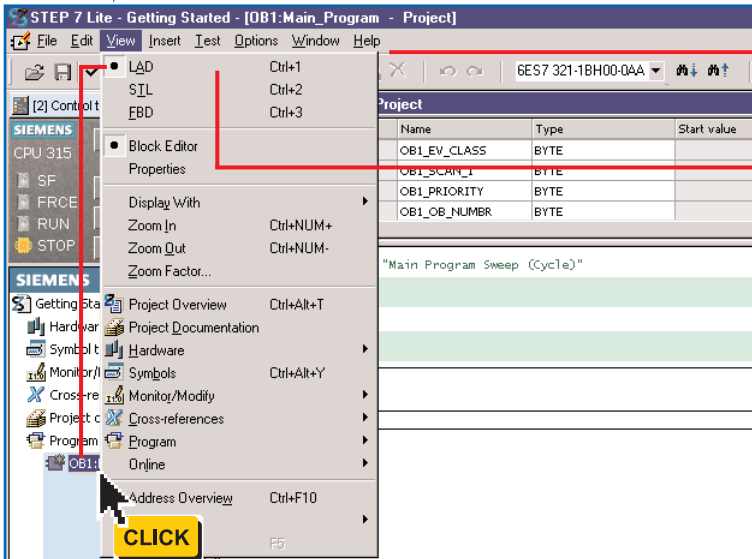 STEP 7 Lite - Getting Started - [OB1:Main_Program - Project]
File Edit View Insert Test Options Window Help
6ES7 321-1BH00-0AA
[2] Control t
SIEMENS
CPU 315
SF
FRCE
RUN
STOP
SIEMENS
Getting Sta
Hardwar
Symbol t
Monitor/
Cross-re
Project
Program
OB1:
LAD Ctrl+1
STL Ctrl+2
FBD Ctrl+3
Block Editor
Properties
Display With
Zoom In Ctrl+NUM+
Zoom Out Ctrl+NUM-
Zoom Factor...
Project Overview Ctrl+Alt+T
Project Documentation
Hardware
Symbols Ctrl+Alt+Y
Monitor/Modify
Cross-references
Program
Online
Address Overview Ctrl+F10
F5
CLICK
Project
Name Type Start value
OB1_EV_CLASS BYTE
OB1_SCAN_1 BYTE
OB1_PRIORITY BYTE
OB1_OB_NUMBR BYTE
"Main Program Sweep (Cycle)"